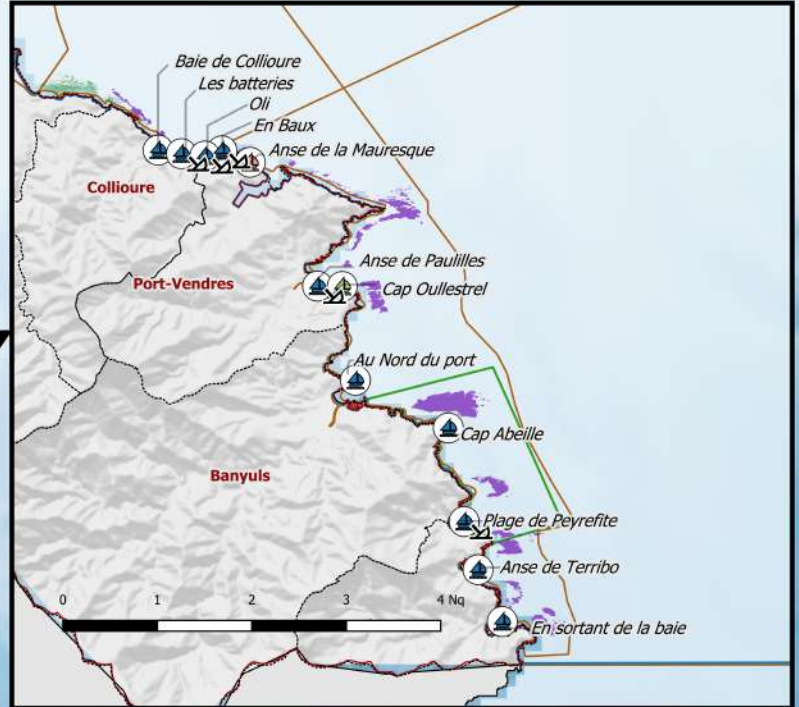 Baie de Collioure
Les batteries
Oli
En Baux
Anse de la Mauresque
Collioure
Anse de Paulilles
Port-Vendres
Cap Oullestrel
Au Nord du port
Cap Abeille
Banyuls
Plage de Peyrefite
Anse de Terribo
0 1 2 3 4 Nq
En sortant de la baie